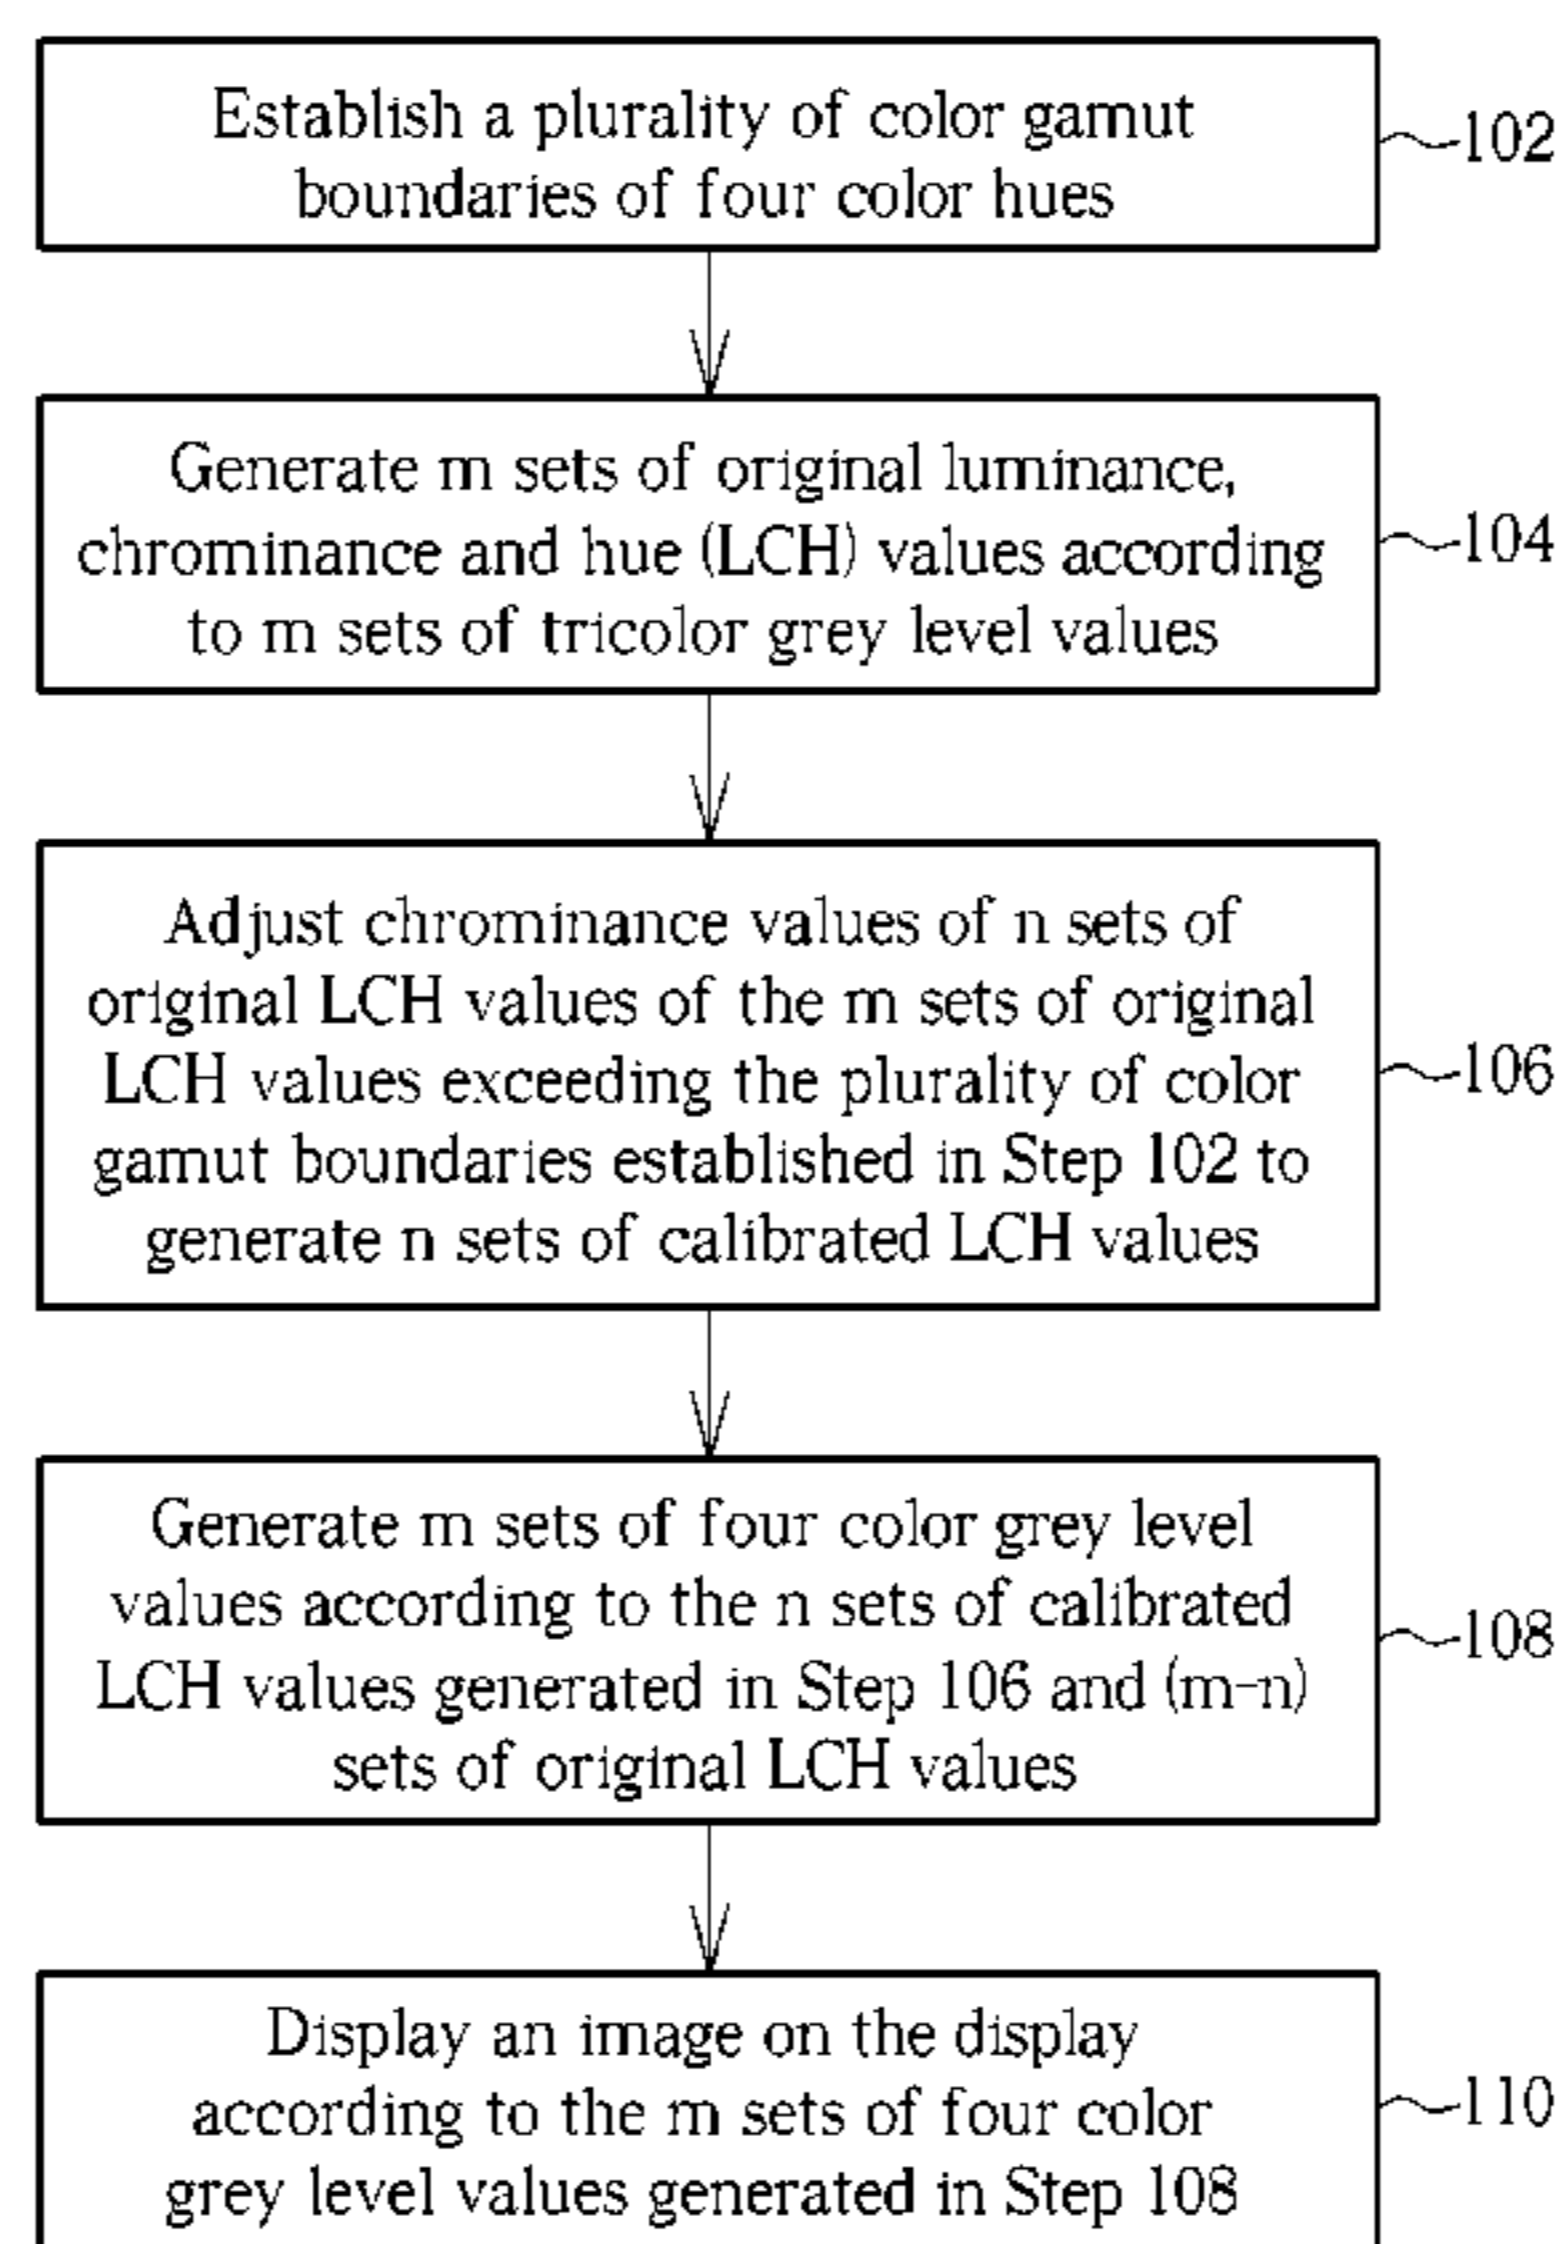 Establish a plurality of color gamut
boundaries of four color hues
102
Generate m sets of original luminance,
chrominance and hue (LCH) values according
to m sets of tricolor grey level values
104
Adjust chrominance values of n sets of
original LCH values of the m sets of original
LCH values exceeding the plurality of color
gamut boundaries established in Step 102 to
generate n sets of calibrated LCH values
106
Generate m sets of four color grey level
values according to the n sets of calibrated
LCH values generated in Step 106 and (m-n)
sets of original LCH values
108
Display an image on the display
according to the m sets of four color
grey level values generated in Step 108
110